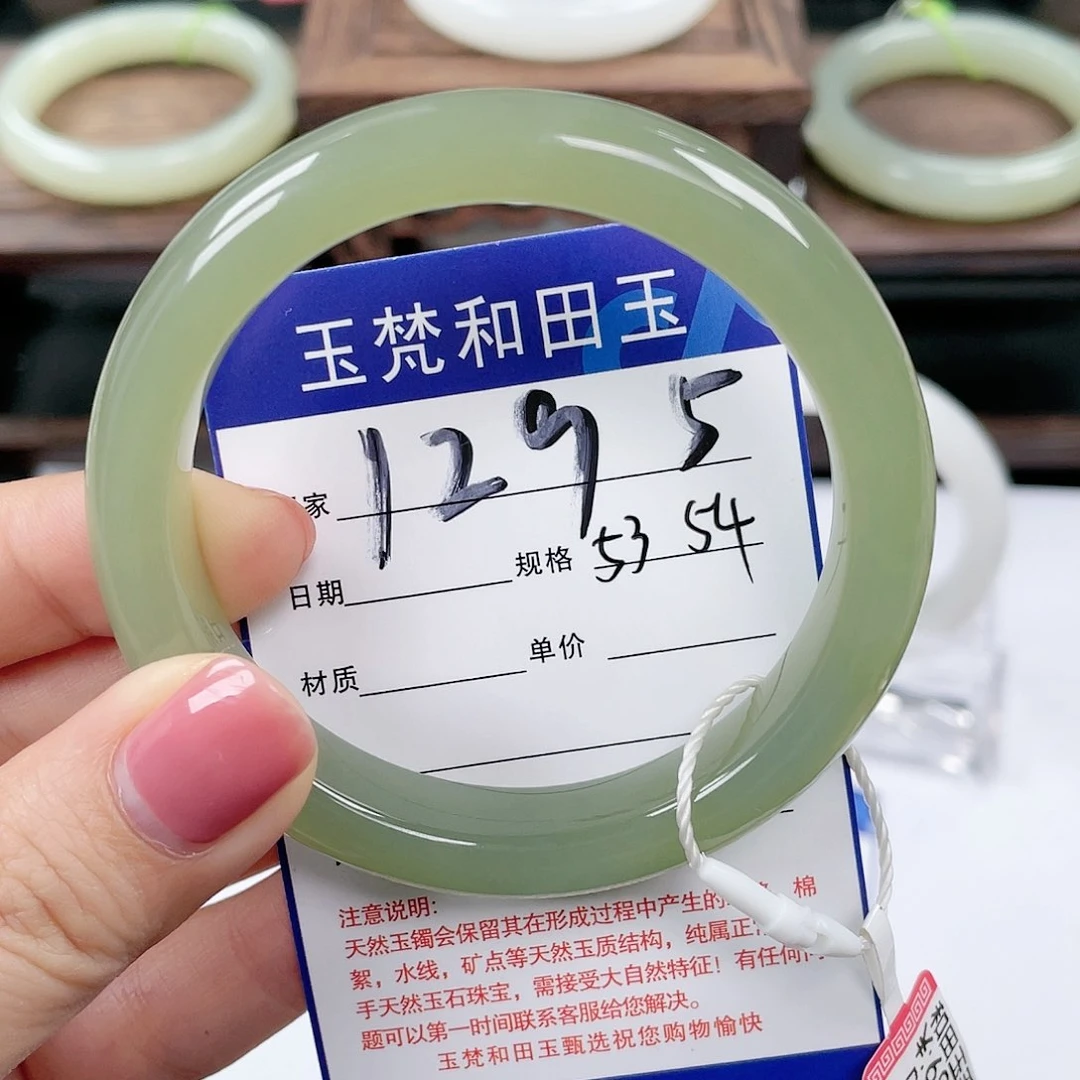 玉梵和田玉
家 1295
日期 规格 53 54
材质 单价
注意说明:
天然玉镯会保留其在形成过程中产生的 棉
絮，水线，矿点等天然玉质结构，纯属正
手天然玉石珠宝，需接受大自然特征！有任何
题可以第一时间联系客服给您解决。
玉梵和田玉甄选祝您购物愉快